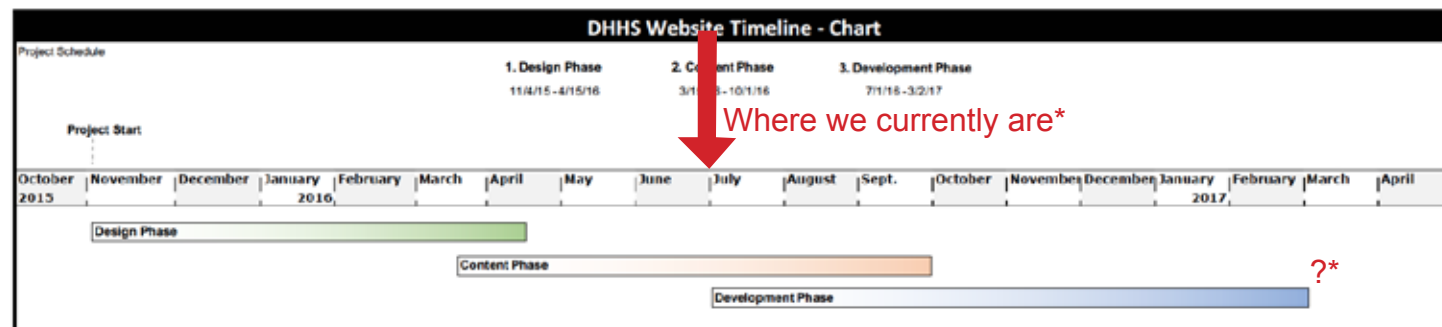 DHHS Website Timeline - Chart
Project Schedule
1. Design Phase 2. Content Phase 3. Development Phase
11/4/15 - 4/15/16 - 10/1/16 7/1/16 - 3/2/17
Where we currently are*
Project Start
October November December January February March April May June July August Sept. October November December January February March April
2015 2016 2017
Design Phase
Content Phase
?*
Development Phase